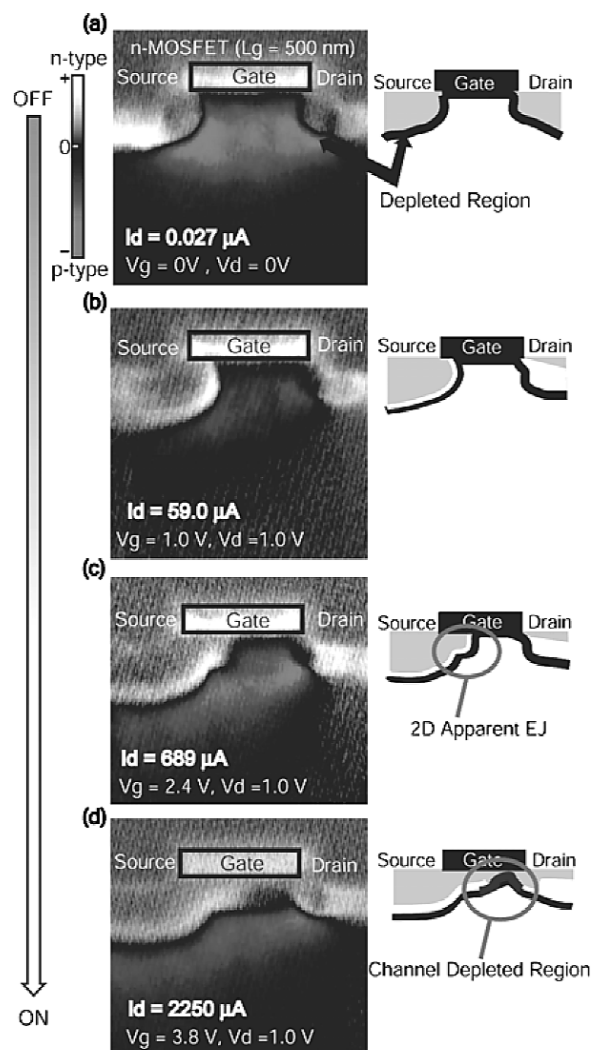 (a)
n-type
+
OFF
0
−
p-type
n-MOSFET (Lg = 500 nm)
Source Gate Drain
Id = 0.027 µA
Vg = 0V , Vd = 0V
Source Gate Drain
Depleted Region
(b)
Source Gate Drain
Id = 59.0 µA
Vg = 1.0 V, Vd =1.0 V
Source Gate Drain
(c)
Source Gate Drain
Id = 689 µA
Vg = 2.4 V, Vd =1.0 V
Source Gate Drain
2D Apparent EJ
(d)
Source Gate Drain
Id = 2250 µA
Vg = 3.8 V, Vd =1.0 V
Source Gate Drain
Channel Depleted Region
ON